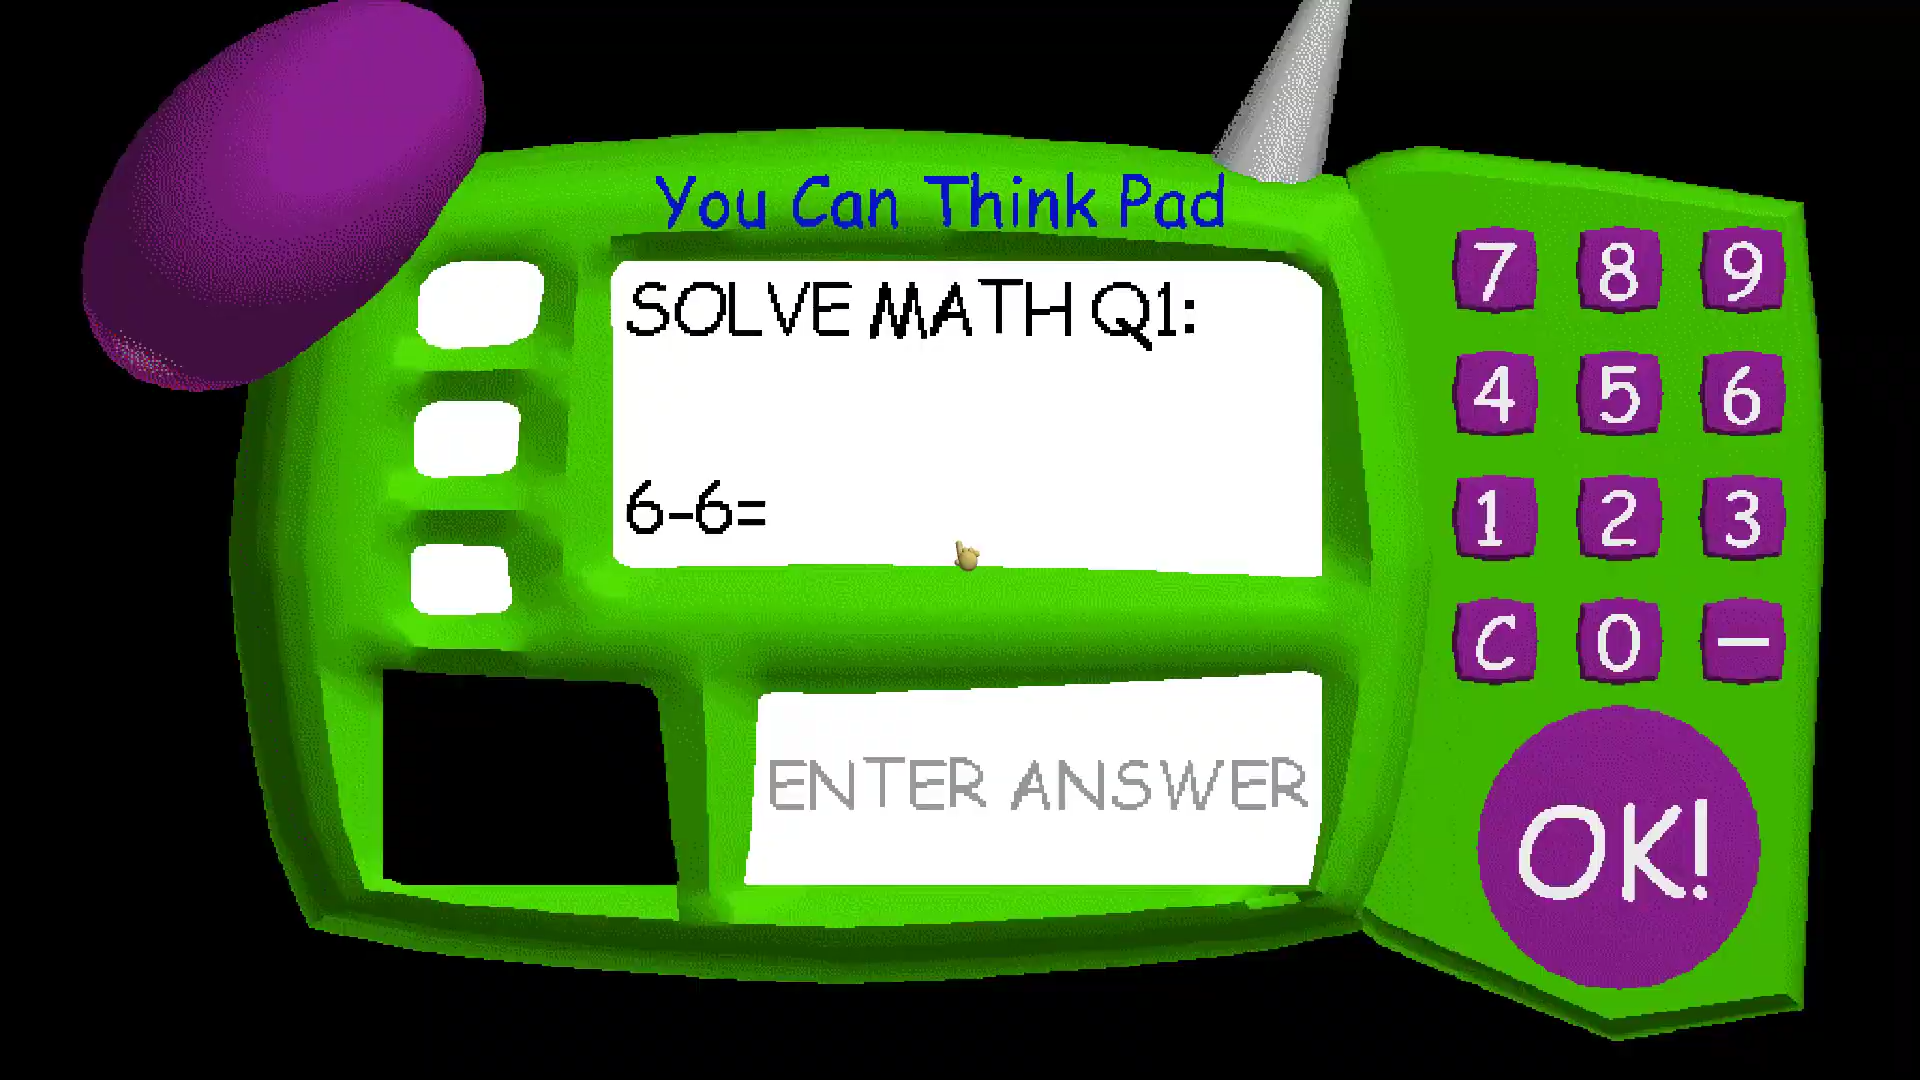 You Can Think Pad
SOLVE MATH Q1:
6-6=
ENTER ANSWER
7 8 9
4 5 6
1 2 3
C 0 −
OK!